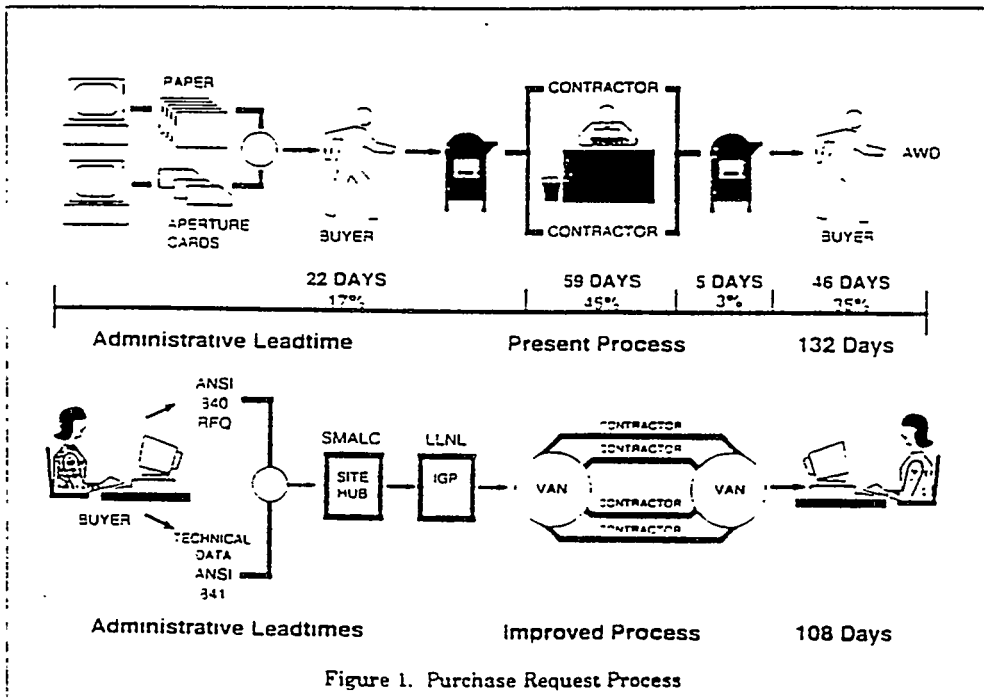 PAPER
CONTRACTOR
AWD
APERTURE
CARDS
BUYER
CONTRACTOR
BUYER
22 DAYS
59 DAYS
5 DAYS
46 DAYS
17%
45%
3%
35%
Administrative Leadtime
Present Process
132 Days
ANSI
840
RFQ
SMALC
LLNL
CONTRACTOR
CONTRACTOR
SITE
HUB
IGP
VAN
VAN
BUYER
CONTRACTOR
CONTRACTOR
TECHNICAL
DATA
ANSI
841
Administrative Leadtimes
Improved Process
108 Days
Figure 1. Purchase Request Process